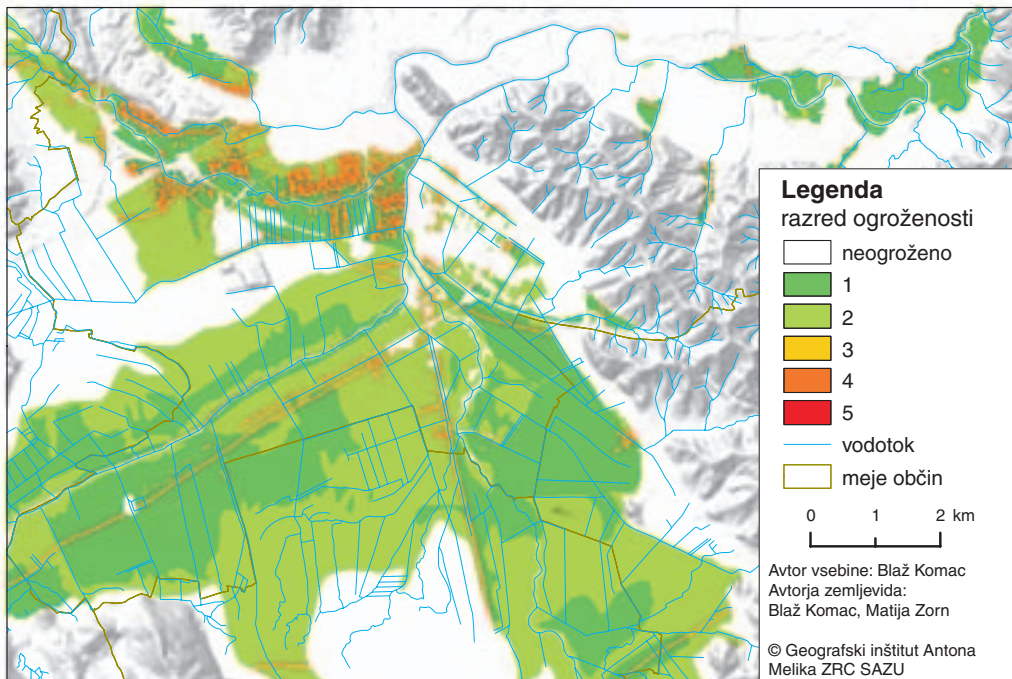 Legenda
razred ogroženosti
neogroženo
1
2
3
4
5
vodotok
meje občin
0 1 2 km
Avtor vsebine: Blaž Komac
Avtorja zemljevida:
Blaž Komac, Matija Zorn
© Geografski inštitut Antona
Melika ZRC SAZU